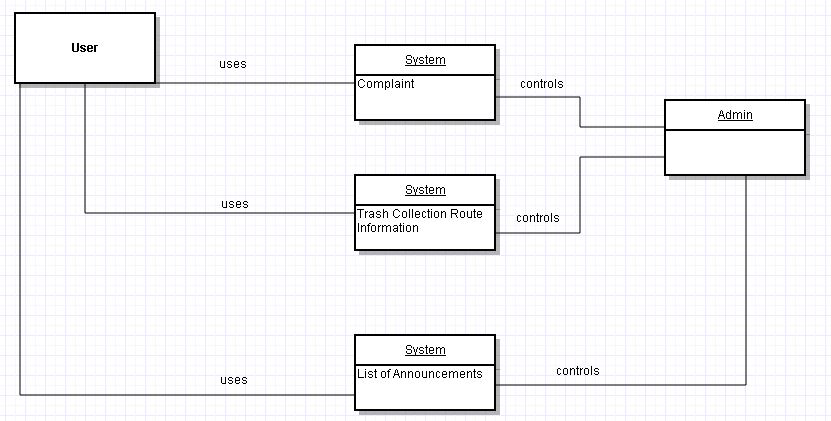 User
uses
System
Complaint
controls
Admin
uses
System
Trash Collection Route
Information
controls
System
List of Announcements
uses
controls